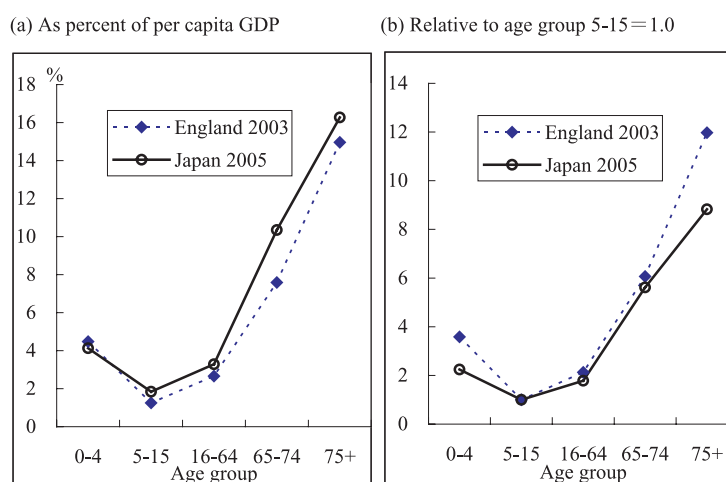 (a) As percent of per capita GDP
%
18
16
14
12
10
8
6
4
2
0
England 2003
Japan 2005
0-4 5-15 16-64 65-74 75+
Age group
(b) Relative to age group 5-15=1.0
14
12
10
8
6
4
2
0
England 2003
Japan 2005
0-4 5-15 16-64 65-74 75+
Age group